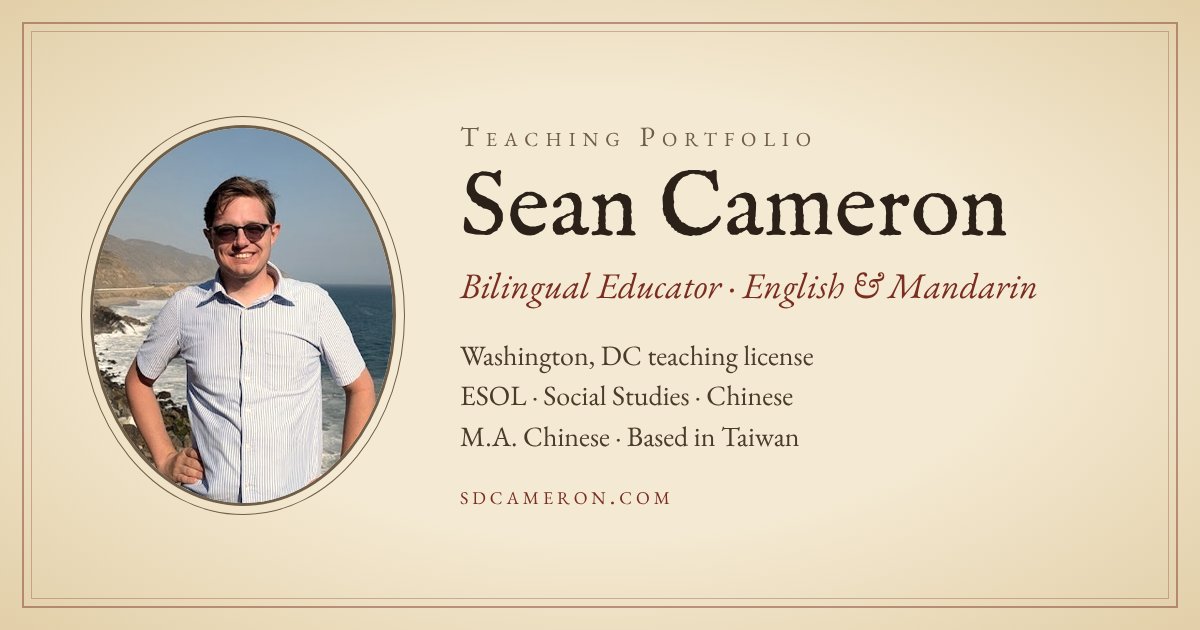 Teaching Portfolio
Sean Cameron
Bilingual Educator · English & Mandarin
Washington, DC teaching license
ESOL · Social Studies · Chinese
M.A. Chinese · Based in Taiwan
SDCAMERON.COM